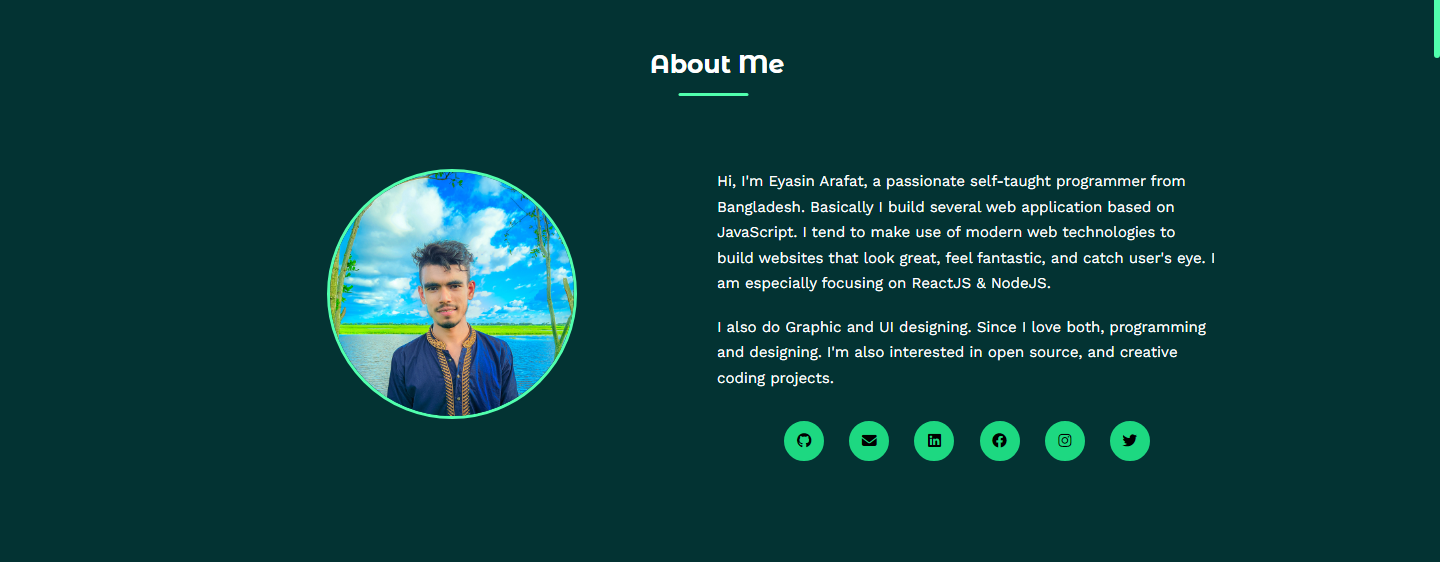 About Me
Hi, I'm Eyasin Arafat, a passionate self-taught programmer from
Bangladesh. Basically I build several web application based on
JavaScript. I tend to make use of modern web technologies to
build websites that look great, feel fantastic, and catch user's eye. I
am especially focusing on ReactJS & NodeJS.
I also do Graphic and UI designing. Since I love both, programming
and designing. I'm also interested in open source, and creative
coding projects.